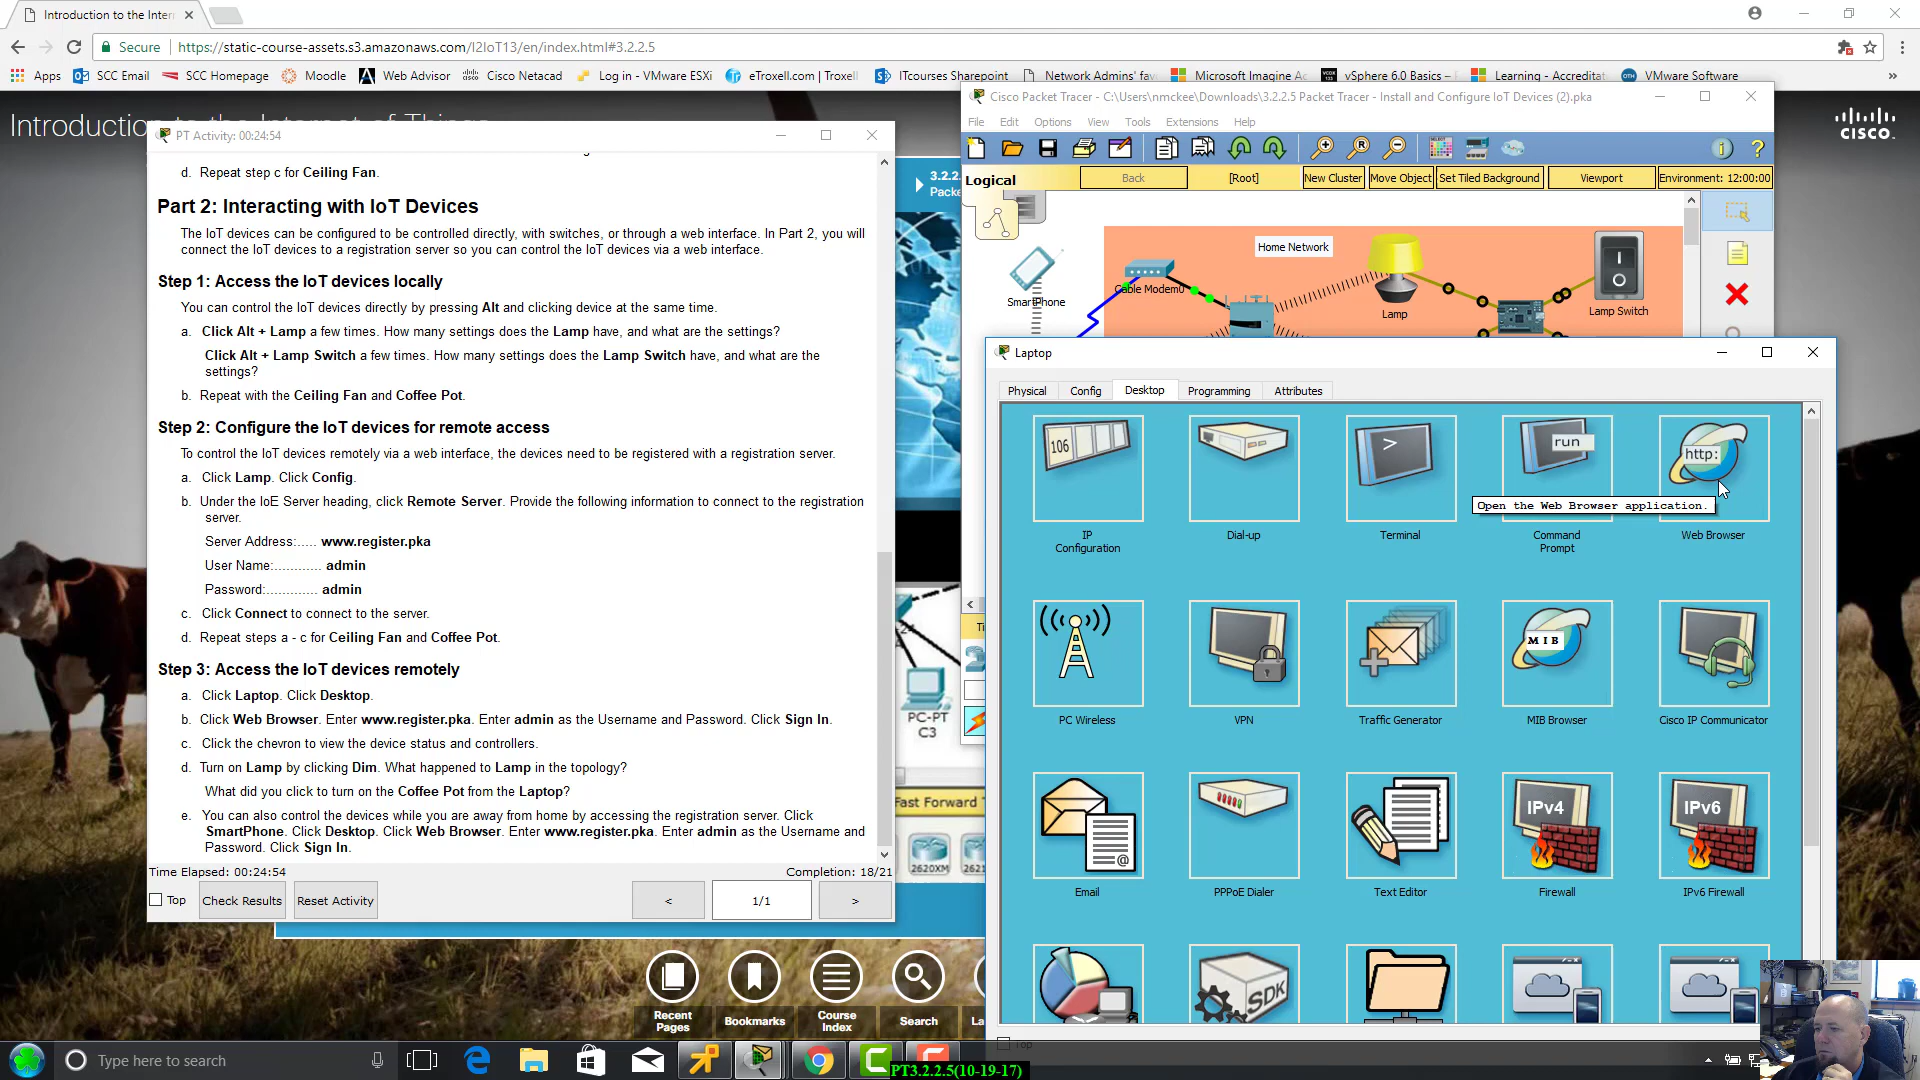 Introduction to the Inter
Secure
https://static-course-assets.s3.amazonaws.com/I2IoT13/en/index.html#3.2.2.5
Apps
SCC Email
SCC Homepage
Moodle
Web Advisor
Cisco Netacad
Log in - VMware ESXi
eTroxell.com | Troxell
ITcourses Sharepoint
Network Admins' fav
Microsoft Imagine Ac
vSphere 6.0 Basics –
Learning - Accreditat
VMware Software
»
cisco
PT Activity: 00:24:54
d. Repeat step c for Ceiling Fan.
Part 2: Interacting with IoT Devices
The IoT devices can be configured to be controlled directly, with switches, or through a web interface. In Part 2, you will
connect the IoT devices to a registration server so you can control the IoT devices via a web interface.
Step 1: Access the IoT devices locally
You can control the IoT devices directly by pressing Alt and clicking device at the same time.
a. Click Alt + Lamp a few times. How many settings does the Lamp have, and what are the settings?
Click Alt + Lamp Switch a few times. How many settings does the Lamp Switch have, and what are the
settings?
b. Repeat with the Ceiling Fan and Coffee Pot.
Step 2: Configure the IoT devices for remote access
To control the IoT devices remotely via a web interface, the devices need to be registered with a registration server.
a. Click Lamp. Click Config.
b. Under the IoE Server heading, click Remote Server. Provide the following information to connect to the registration
server.
Server Address:..... www.register.pka
User Name:............ admin
Password:............. admin
c. Click Connect to connect to the server.
d. Repeat steps a - c for Ceiling Fan and Coffee Pot.
Step 3: Access the IoT devices remotely
a. Click Laptop. Click Desktop.
b. Click Web Browser. Enter www.register.pka. Enter admin as the Username and Password. Click Sign In.
c. Click the chevron to view the device status and controllers.
d. Turn on Lamp by clicking Dim. What happened to Lamp in the topology?
What did you click to turn on the Coffee Pot from the Laptop?
e. You can also control the devices while you are away from home by accessing the registration server. Click
SmartPhone. Click Desktop. Click Web Browser. Enter www.register.pka. Enter admin as the Username and
Password. Click Sign In.
Time Elapsed: 00:24:54
Completion: 18/21
Top
Check Results
Reset Activity
<
1/1
>
3.2.2.
Packe
PC-PT
C3
Fast Forward T
2620XM
2621
Cisco Packet Tracer - C:\Users\nmckee\Downloads\3.2.2.5 Packet Tracer - Install and Configure IoT Devices (2).pka
File
Edit
Options
View
Tools
Extensions
Help
Logical
Back
[Root]
New Cluster
Move Object
Set Tiled Background
Viewport
Environment: 12:00:00
Home Network
SmartPhone
Cable Modem0
Lamp
Lamp Switch
Laptop
Physical
Config
Desktop
Programming
Attributes
106
>
run
http:
Open the Web Browser application.
IP
Configuration
Dial-up
Terminal
Command
Prompt
Web Browser
MIB
PC Wireless
VPN
Traffic Generator
MIB Browser
Cisco IP Communicator
@
IPv4
IPv6
Email
PPPoE Dialer
Text Editor
Firewall
IPv6 Firewall
SDK
Top
Recent
Pages
Bookmarks
Course
Index
Search
La
Type here to search
PT3.2.2.5(10-19-17)